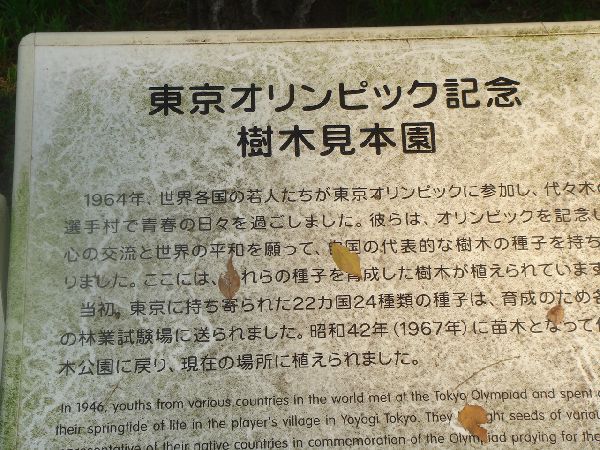 東京オリンピック記念
樹木見本園
1964年、世界各国の若人たちが東京オリンピックに参加し、代々木の
選手村で青春の日々を過ごしました。彼らは、オリンピックを記念し
心の交流と世界の平和を願って、国の代表的な樹木の種子を持ち
りました。ここには、れらの種子を育成した樹木が植えられています
当初、東京に持ち寄られた22カ国24種類の種子は、育成のため各
の林業試験場に送られました。昭和42年(1967年)に苗木となって代
木公園に戻り、現在の場所に植えられました。
In 1946, youths from various countries in the world met at the Tokyo Olympiad and spent
their springtide of life in the player's village in Yoyogi Tokyo. They seeds of variou
representative of their native countries in commemoration of the Olympiad praying for the